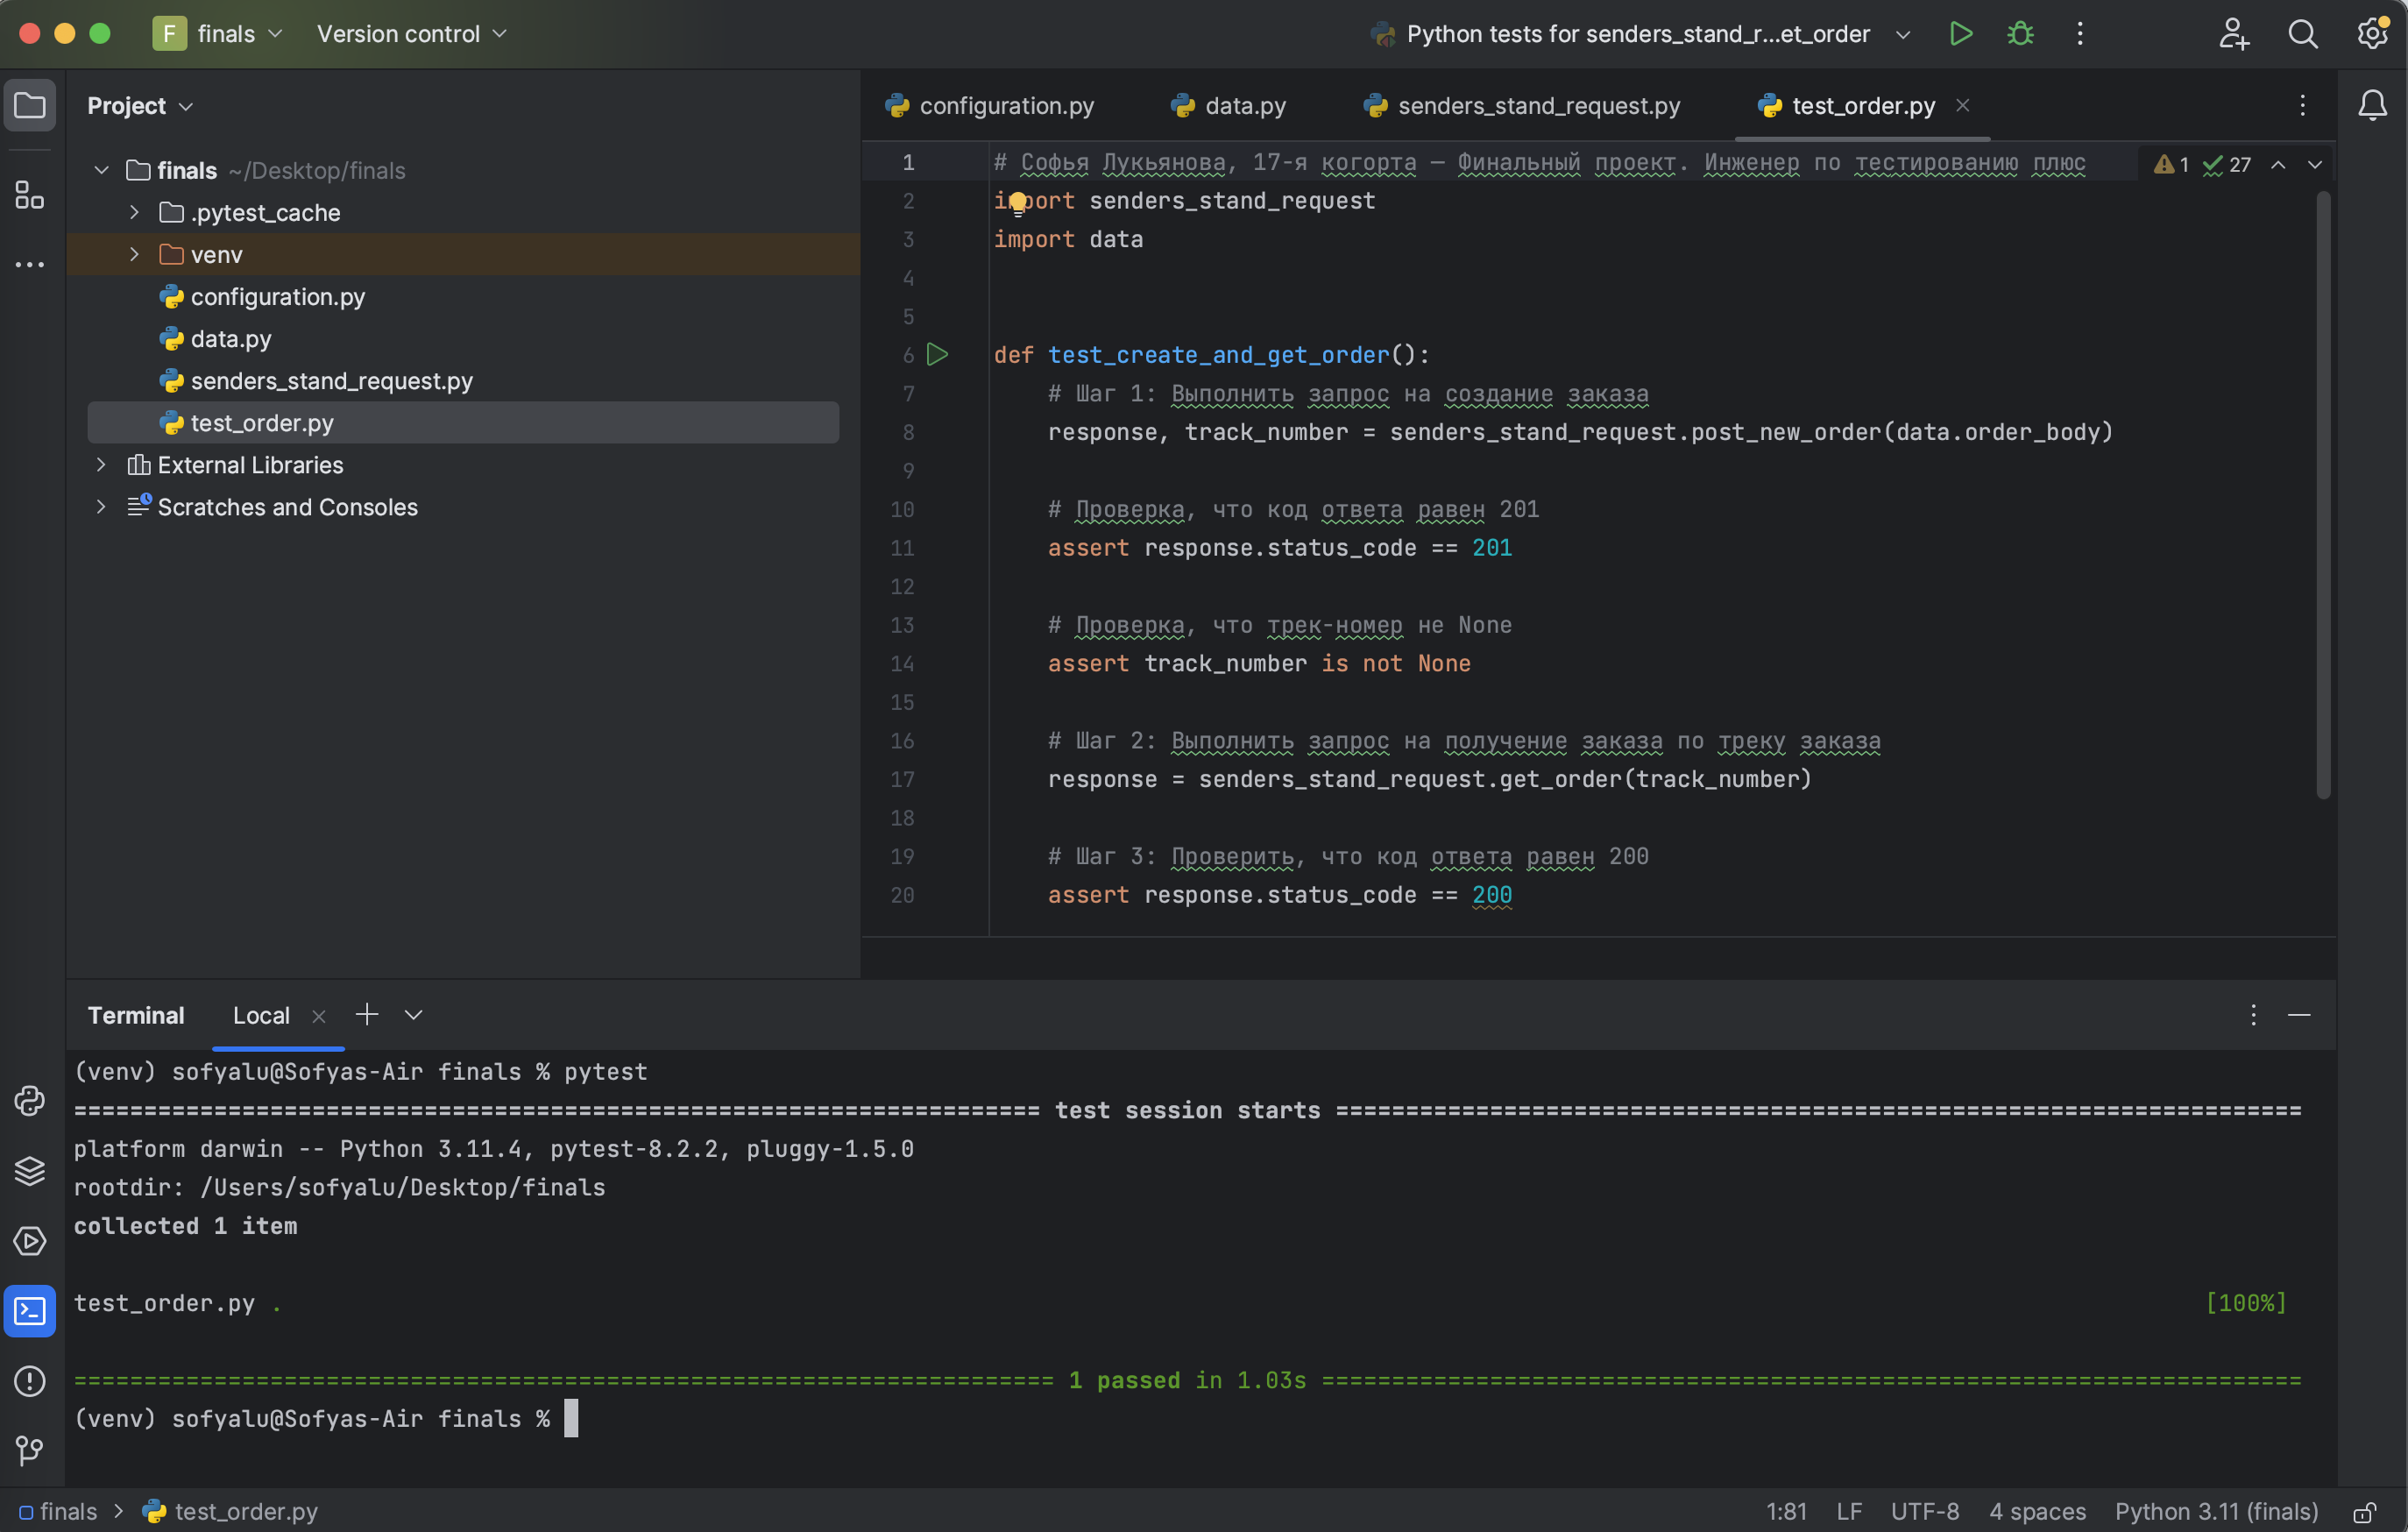 F finals Version control Python tests for senders_stand_r...et_order
Project
configuration.py data.py senders_stand_request.py test_order.py
finals ~/Desktop/finals
.pytest_cache
venv
configuration.py
data.py
senders_stand_request.py
test_order.py
External Libraries
Scratches and Consoles
1 # Софья Лукьянова, 17-я когорта — Финальный проект. Инженер по тестированию плюс 1 27
2 import senders_stand_request
3 import data
4
5
6 def test_create_and_get_order():
7 # Шаг 1: Выполнить запрос на создание заказа
8 response, track_number = senders_stand_request.post_new_order(data.order_body)
9
10 # Проверка, что код ответа равен 201
11 assert response.status_code == 201
12
13 # Проверка, что трек-номер не None
14 assert track_number is not None
15
16 # Шаг 2: Выполнить запрос на получение заказа по треку заказа
17 response = senders_stand_request.get_order(track_number)
18
19 # Шаг 3: Проверить, что код ответа равен 200
20 assert response.status_code == 200
Terminal Local
(venv) sofyalu@Sofyas-Air finals % pytest
===================================================================== test session starts =====================================================================
platform darwin -- Python 3.11.4, pytest-8.2.2, pluggy-1.5.0
rootdir: /Users/sofyalu/Desktop/finals
collected 1 item
test_order.py . [100%]
====================================================================== 1 passed in 1.03s ======================================================================
(venv) sofyalu@Sofyas-Air finals %
finals test_order.py 1:81 LF UTF-8 4 spaces Python 3.11 (finals)